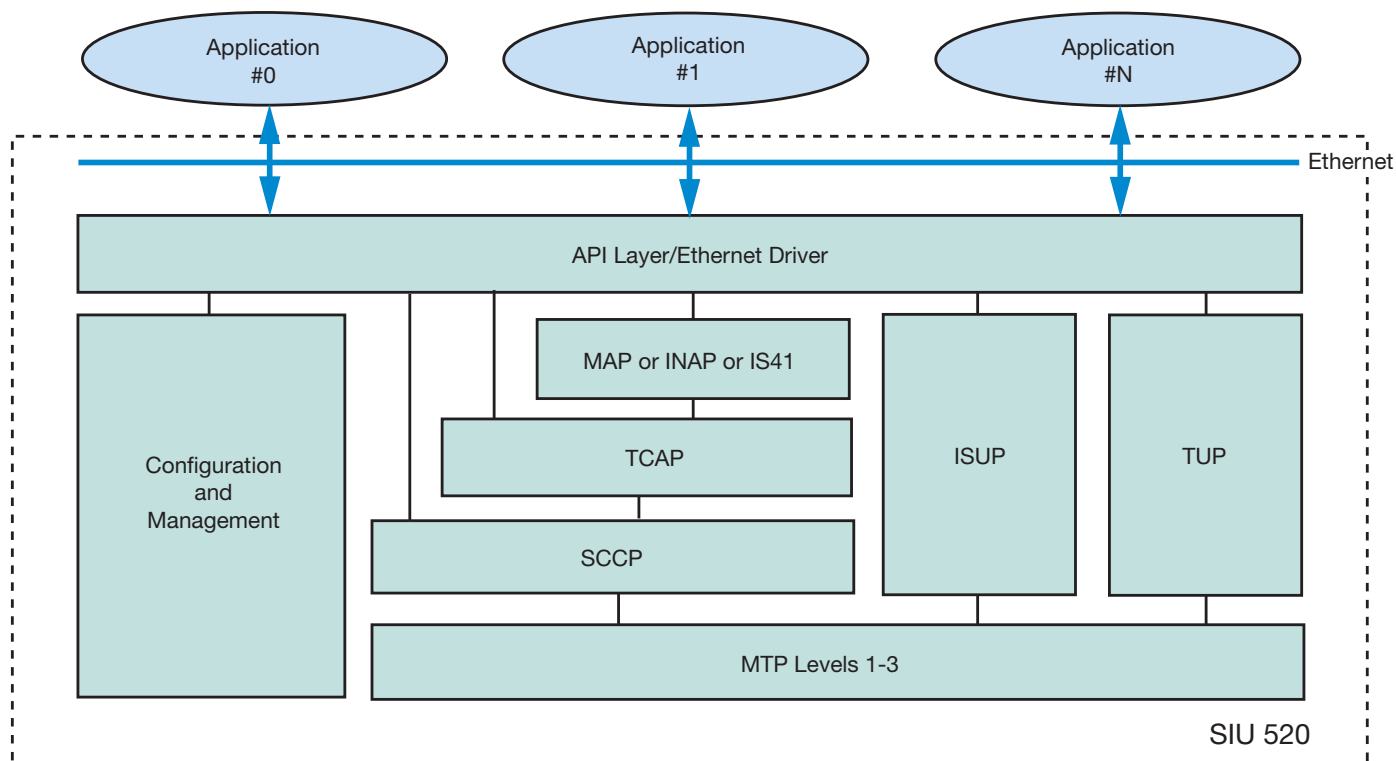 Application
#0
Application
#1
Application
#N
Ethernet
API Layer/Ethernet Driver
MAP or INAP or IS41
TCAP
SCCP
Configuration
and
Management
ISUP
TUP
MTP Levels 1-3
SIU 520